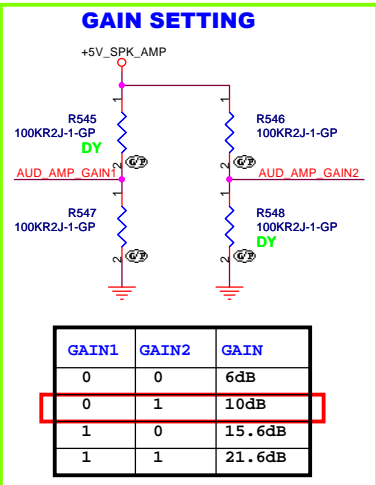 GAIN SETTING
+5V_SPK_AMP
1
1
R545
100KR2J-1-GP
DY
R546
100KR2J-1-GP
2
G/P
2
G/P
AUD_AMP_GAIN1
AUD_AMP_GAIN2
1
1
R547
100KR2J-1-GP
R548
100KR2J-1-GP
DY
2
G/P
2
G/P
GAIN1 GAIN2 GAIN
0 0 6dB
0 1 10dB
1 0 15.6dB
1 1 21.6dB